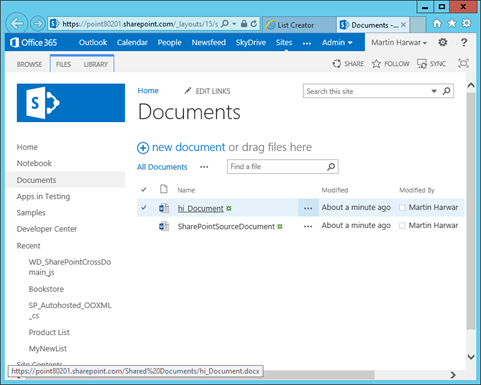 https://point80201.sharepoint.com/_layouts/15/s
List Creator
Documents - ...
Office 365 Outlook Calendar People Newsfeed SkyDrive Sites ... Admin Martin Harwar ?
BROWSE FILES LIBRARY SHARE FOLLOW SYNC
Home EDIT LINKS
Search this site
Documents
new document or drag files here
All Documents ... Find a file
Name Modified Modified By
hi_Document ... About a minute ago Martin Harwar
SharePointSourceDocument ... About a minute ago Martin Harwar
Home
Notebook
Documents
Apps in Testing
Samples
Developer Center
Recent
WD_SharePointCrossDo
main_js
Bookstore
SP_Autohosted_OOXML
_cs
Product List
MyNewList
Site Contents
https://point80201.sharepoint.com/Shared%20Documents/hi_Document.docx